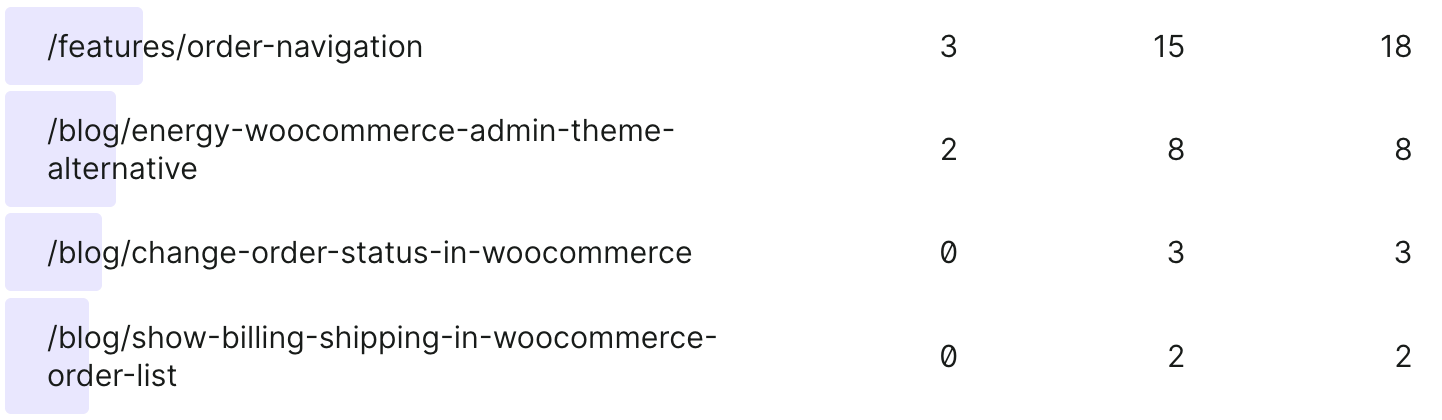 /features/order-navigation 3 15 18
/blog/energy-woocommerce-admin-theme-
alternative 2 8 8
/blog/change-order-status-in-woocommerce 0 3 3
/blog/show-billing-shipping-in-woocommerce-
order-list 0 2 2